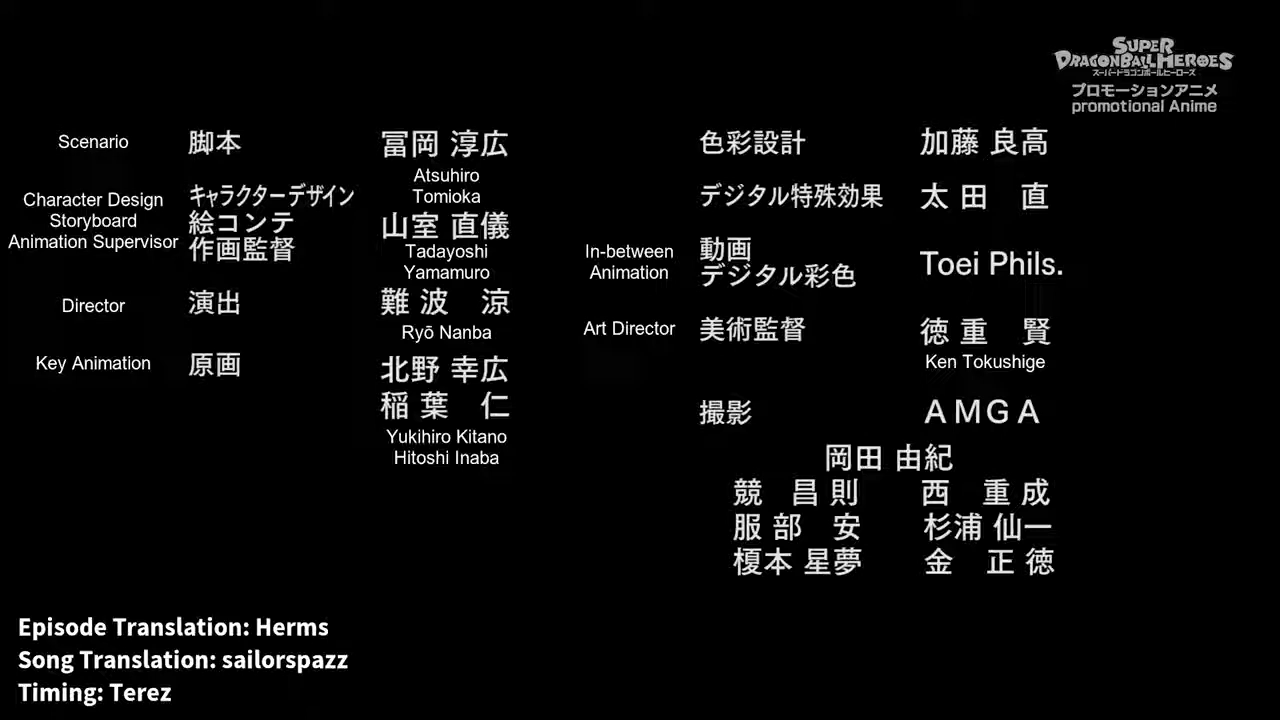 SUPER
DRAGONBALL HEROES
スーパードラゴンボールヒーローズ
プロモーションアニメ
promotional Anime
Scenario 脚本 冨岡 淳広
Atsuhiro
Tomioka
Character Design キャラクターデザイン
Storyboard 絵コンテ 山室 直儀
Animation Supervisor 作画監督
Tadayoshi
Yamamuro
Director 演出 難波 涼
Ryō Nanba
Key Animation 原画 北野 幸広
稲葉 仁
Yukihiro Kitano
Hitoshi Inaba
色彩設計 加藤 良高
デジタル特殊効果 太田 直
In-between 動画
Animation デジタル彩色
Toei Phils.
Art Director 美術監督 徳重 賢
Ken Tokushige
撮影 AMGA
岡田 由紀
競 昌則 西 重成
服部 安 杉浦 仙一
榎本 星夢 金 正徳
Episode Translation: Herms
Song Translation: sailorspazz
Timing: Terez